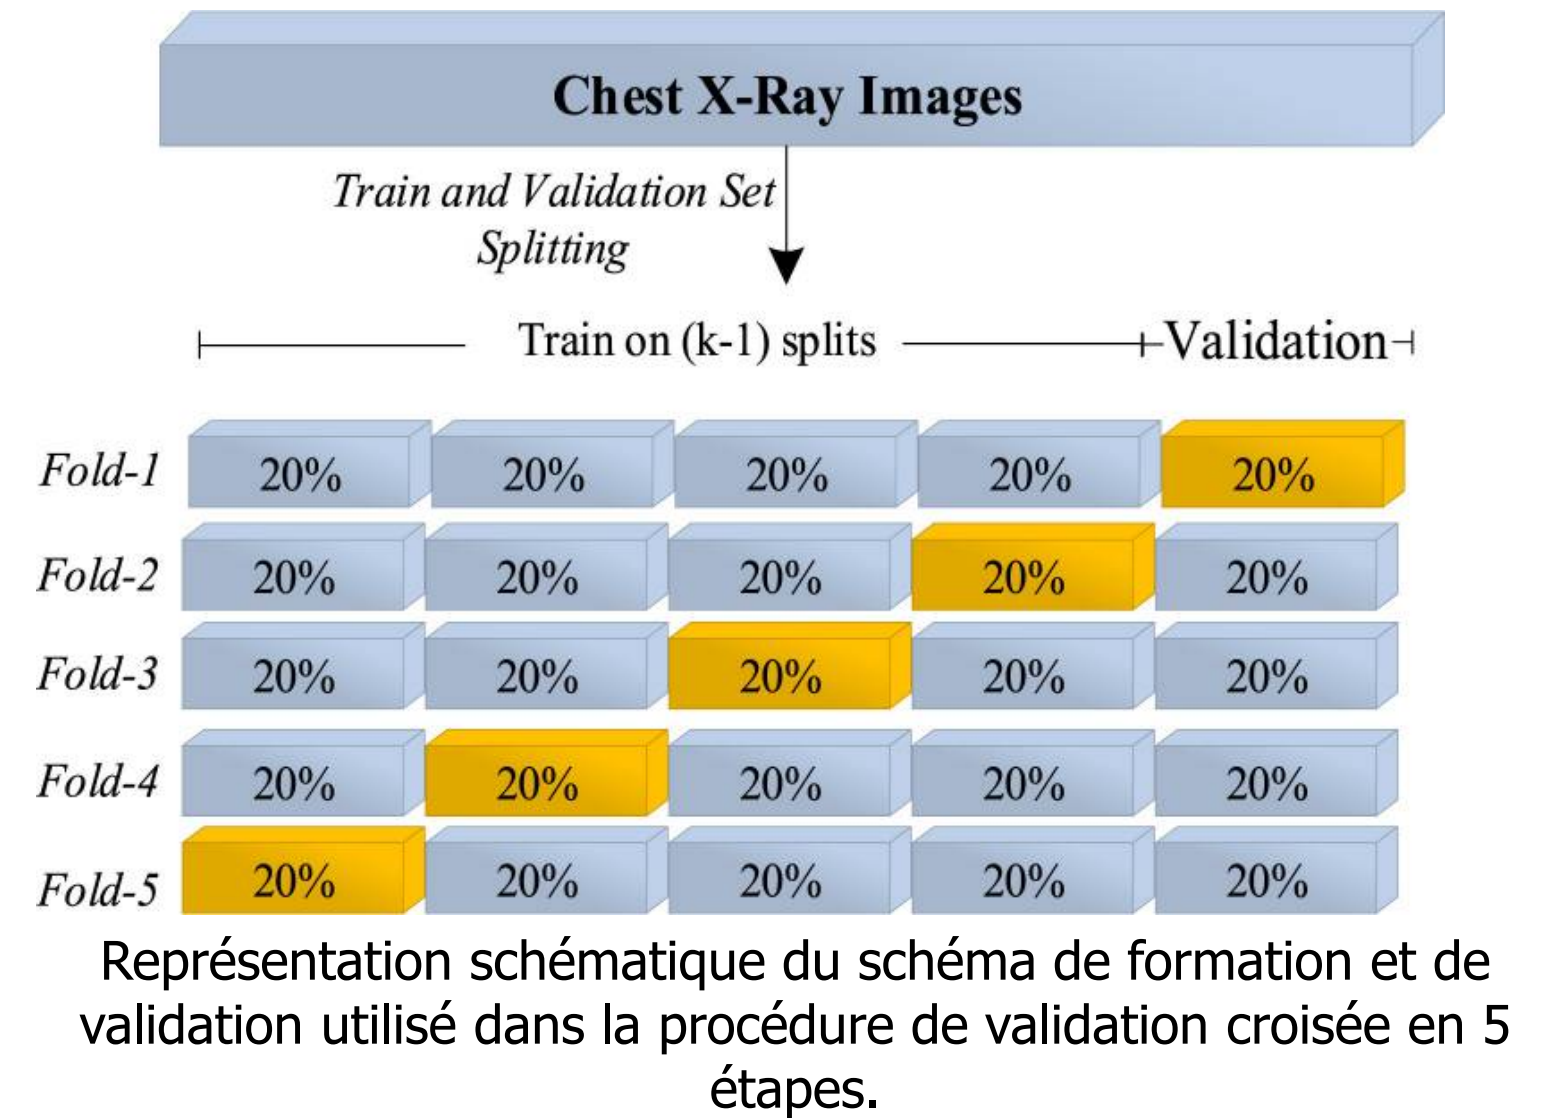 Chest X-Ray Images
Train and Validation Set
Splitting
Train on (k-1) splits Validation
Fold-1 20% 20% 20% 20% 20%
Fold-2 20% 20% 20% 20% 20%
Fold-3 20% 20% 20% 20% 20%
Fold-4 20% 20% 20% 20% 20%
Fold-5 20% 20% 20% 20% 20%
Représentation schématique du schéma de formation et de
validation utilisé dans la procédure de validation croisée en 5
étapes.